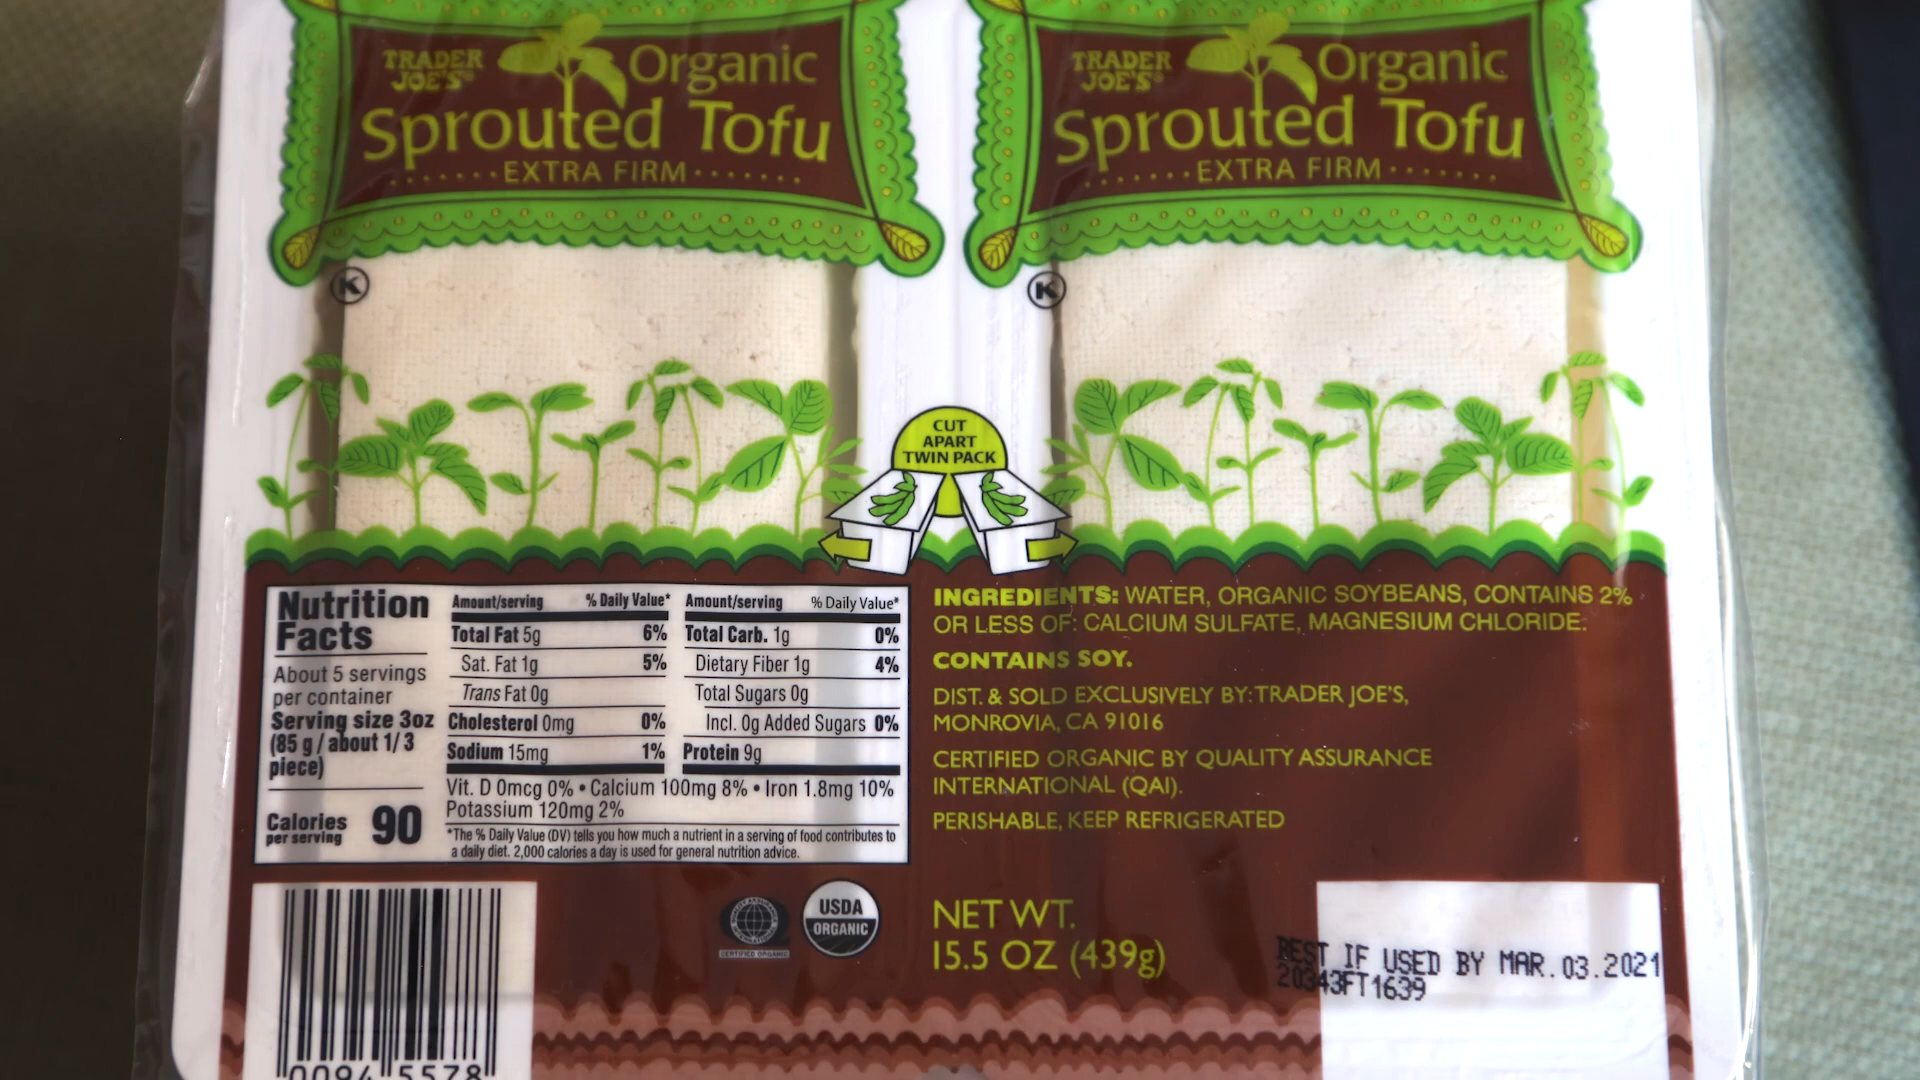 TRADER JOE'S® Organic
Sprouted Tofu
EXTRA FIRM
TRADER JOE'S® Organic
Sprouted Tofu
EXTRA FIRM
K
K
CUT
APART
TWIN PACK
Nutrition
Facts
About 5 servings
per container
Serving size 3oz
(85 g / about 1/3
piece)
Calories
per serving 90
Amount/serving % Daily Value*
Total Fat 5g 6%
Sat. Fat 1g 5%
Trans Fat 0g
Cholesterol 0mg 0%
Sodium 15mg 1%
Amount/serving % Daily Value*
Total Carb. 1g 0%
Dietary Fiber 1g 4%
Total Sugars 0g
Incl. 0g Added Sugars 0%
Protein 9g
Vit. D 0mcg 0% • Calcium 100mg 8% • Iron 1.8mg 10%
Potassium 120mg 2%
*The % Daily Value (DV) tells you how much a nutrient in a serving of food contributes to
a daily diet. 2,000 calories a day is used for general nutrition advice.
INGREDIENTS: WATER, ORGANIC SOYBEANS, CONTAINS 2%
OR LESS OF: CALCIUM SULFATE, MAGNESIUM CHLORIDE.
CONTAINS SOY.
DIST. & SOLD EXCLUSIVELY BY: TRADER JOE'S,
MONROVIA, CA 91016
CERTIFIED ORGANIC BY QUALITY ASSURANCE
INTERNATIONAL (QAI).
PERISHABLE, KEEP REFRIGERATED
CERTIFIED ORGANIC
USDA
ORGANIC
NET WT.
15.5 OZ (439g)
BEST IF USED BY MAR.03.2021
20343FT1639
0094 5578